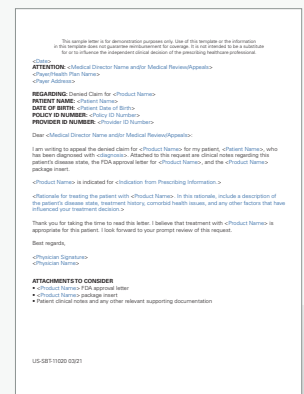 This sample letter is for demonstration purposes only. Use of this template or the information
in this template does not guarantee reimbursement for coverage. It is not intended to be a substitute
for or to influence the independent clinical decision of the prescribing healthcare professional.
<Date>
ATTENTION: <Medical Director Name and/or Medical Review/Appeals>
<Payer/Health Plan Name>
<Payer Address>
REGARDING: Denied Claim for <Product Name>
PATIENT NAME: <Patient Name>
DATE OF BIRTH: <Patient Date of Birth>
POLICY ID NUMBER: <Policy ID Number>
PROVIDER ID NUMBER: <Provider ID Number>
Dear <Medical Director Name and/or Medical Review/Appeals>:
I am writing to appeal the denied claim for <Product Name> for my patient, <Patient Name>, who
has been diagnosed with <diagnosis>. Attached to this request are clinical notes regarding this
patient's disease state, the FDA approval letter for <Product Name>, and the <Product Name>
package insert.
<Product Name> is indicated for <Indication from Prescribing Information.>
<Rationale for treating the patient with <Product Name>. In this rationale, include a description of
the patient's disease state, treatment history, comorbid health issues, and any other factors that have
influenced your treatment decision.>
Thank you for taking the time to read this letter. I believe that treatment with <Product Name> is
appropriate for this patient. I look forward to your prompt review of this request.
Best regards,
<Physician Signature>
<Physician Name>
ATTACHMENTS TO CONSIDER
• <Product Name> FDA approval letter
• <Product Name> package insert
• Patient clinical notes and any other relevant supporting documentation
US-SBT-11020 03/21